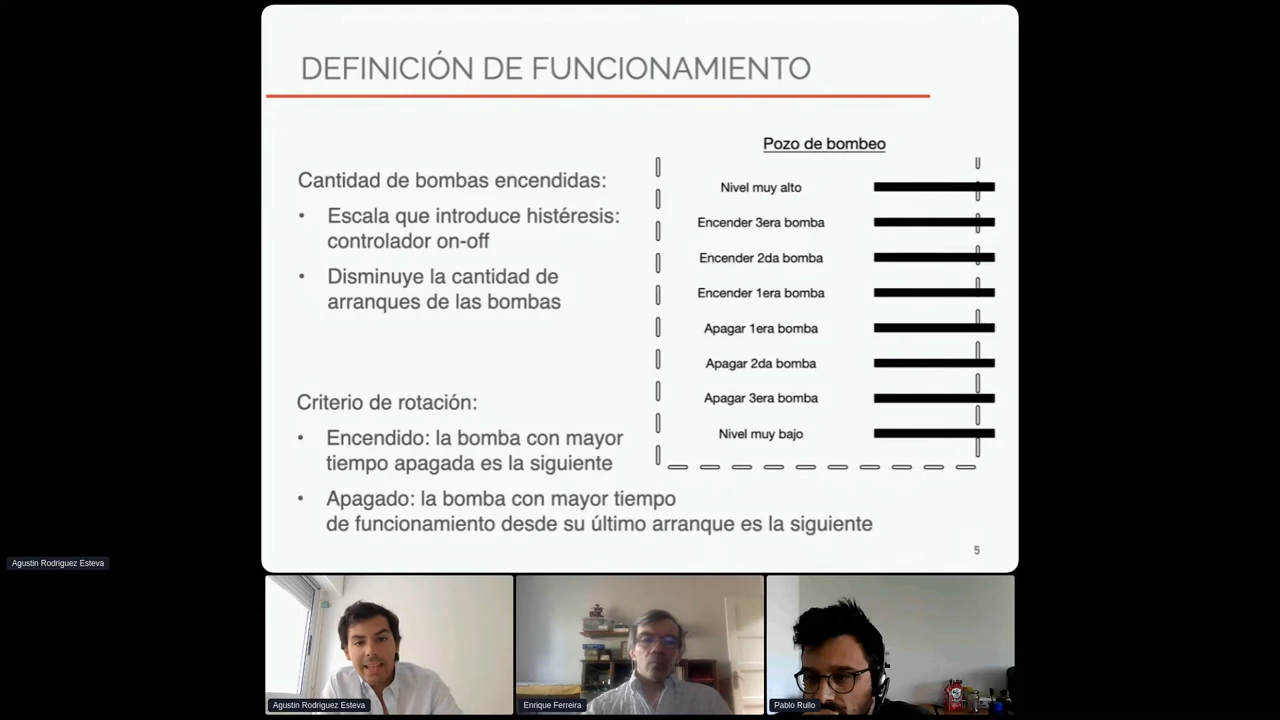 DEFINICIÓN DE FUNCIONAMIENTO
Cantidad de bombas encendidas:
• Escala que introduce histéresis:
controlador on-off
• Disminuye la cantidad de
arranques de las bombas
Criterio de rotación:
• Encendido: la bomba con mayor
tiempo apagada es la siguiente
• Apagado: la bomba con mayor tiempo
de funcionamiento desde su último arranque es la siguiente
Pozo de bombeo
Nivel muy alto
Encender 3era bomba
Encender 2da bomba
Encender 1era bomba
Apagar 1era bomba
Apagar 2da bomba
Apagar 3era bomba
Nivel muy bajo
5
Agustin Rodriguez Esteva
Agustin Rodriguez Esteva
Enrique Ferreira
Pablo Rullo